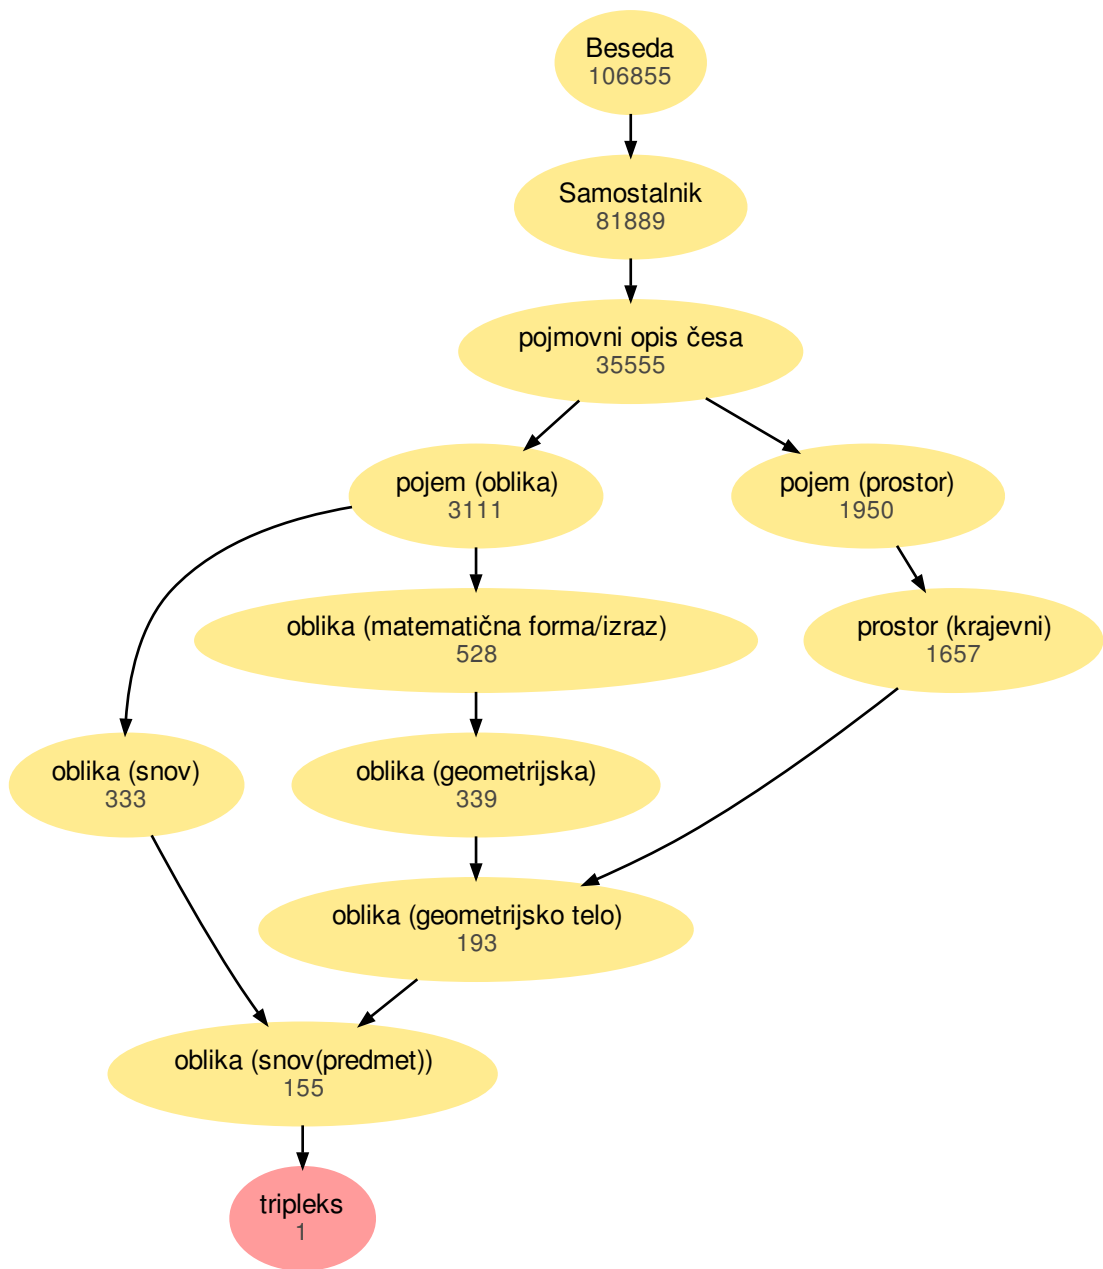 Beseda
106855
Samostalnik
81889
pojmovni opis česa
35555
pojem (oblika)
3111
pojem (prostor)
1950
oblika (matematična forma/izraz)
528
prostor (krajevni)
1657
oblika (snov)
333
oblika (geometrijska)
339
oblika (geometrijsko telo)
193
oblika (snov(predmet))
155
tripleks
1